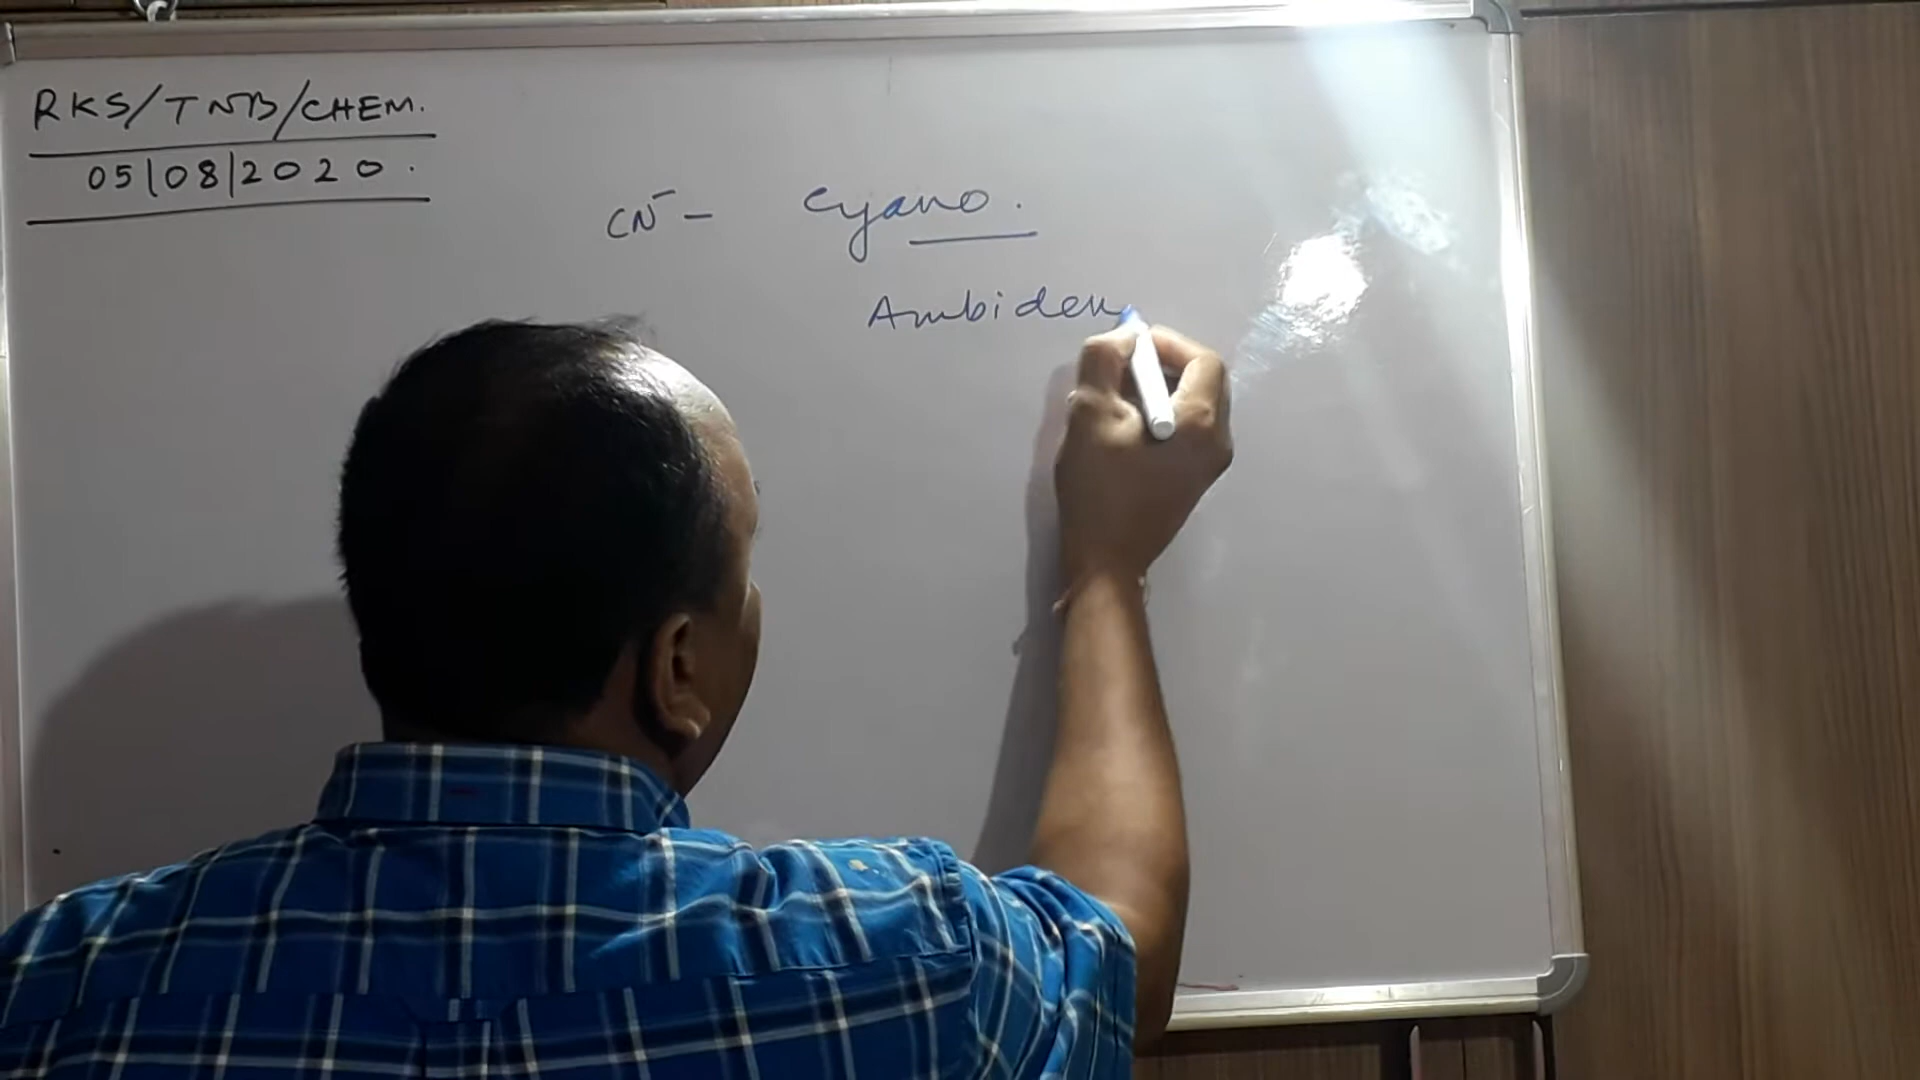 RKS/TNB/CHEM.
05/08/2020.
CN⁻ - Cyano.
Ambiden